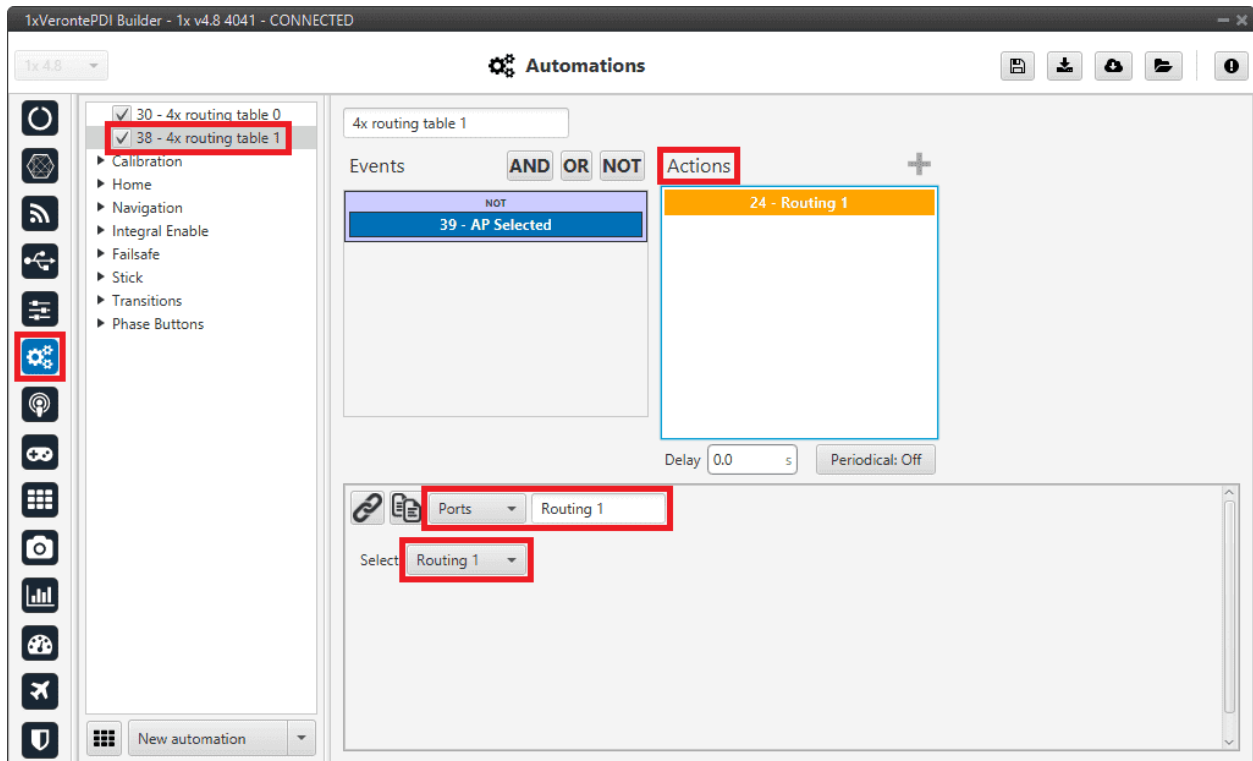 1xVerontePDI Builder - 1x v4.8 4041 - CONNECTED
1x 4.8
Automations
30 - 4x routing table 0
38 - 4x routing table 1
Calibration
Home
Navigation
Integral Enable
Failsafe
Stick
Transitions
Phase Buttons
New automation
4x routing table 1
Events AND OR NOT Actions
NOT
39 - AP Selected
24 - Routing 1
Delay 0.0 s Periodical: Off
Ports Routing 1
Select Routing 1